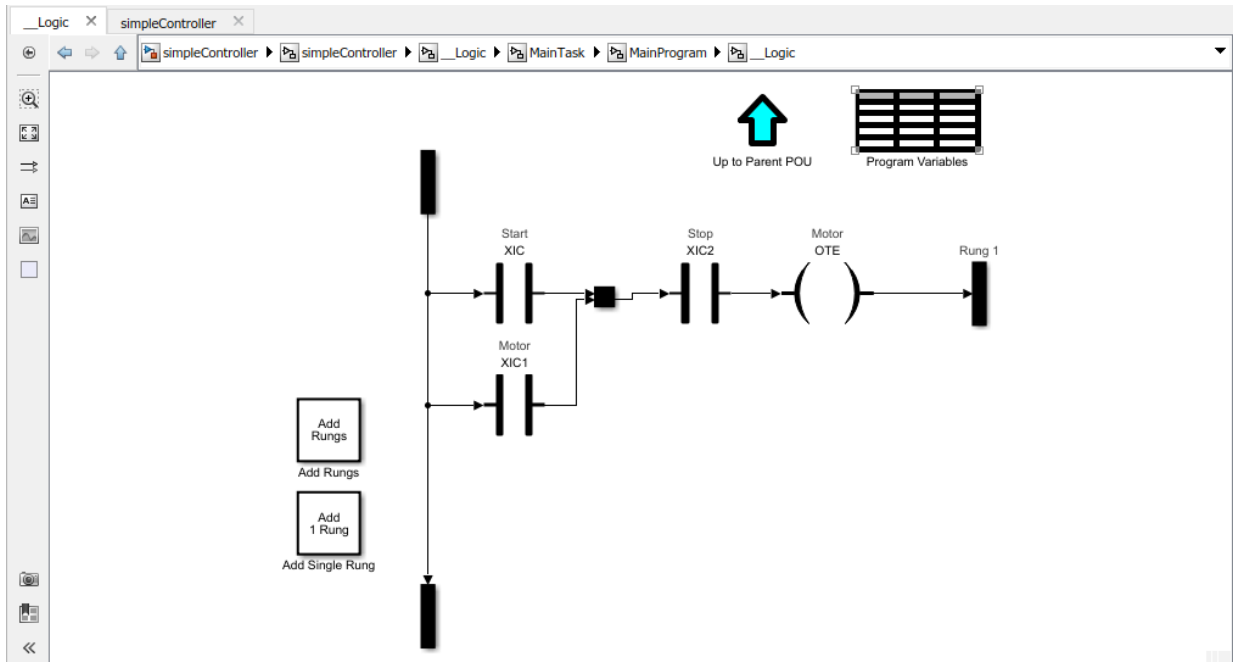 __Logic
simpleController
simpleController
simpleController
__Logic
MainTask
MainProgram
__Logic
Up to Parent POU
Program Variables
Start
XIC
Stop
XIC2
Motor
OTE
Rung 1
Motor
XIC1
Add
Rungs
Add Rungs
Add
1 Rung
Add Single Rung